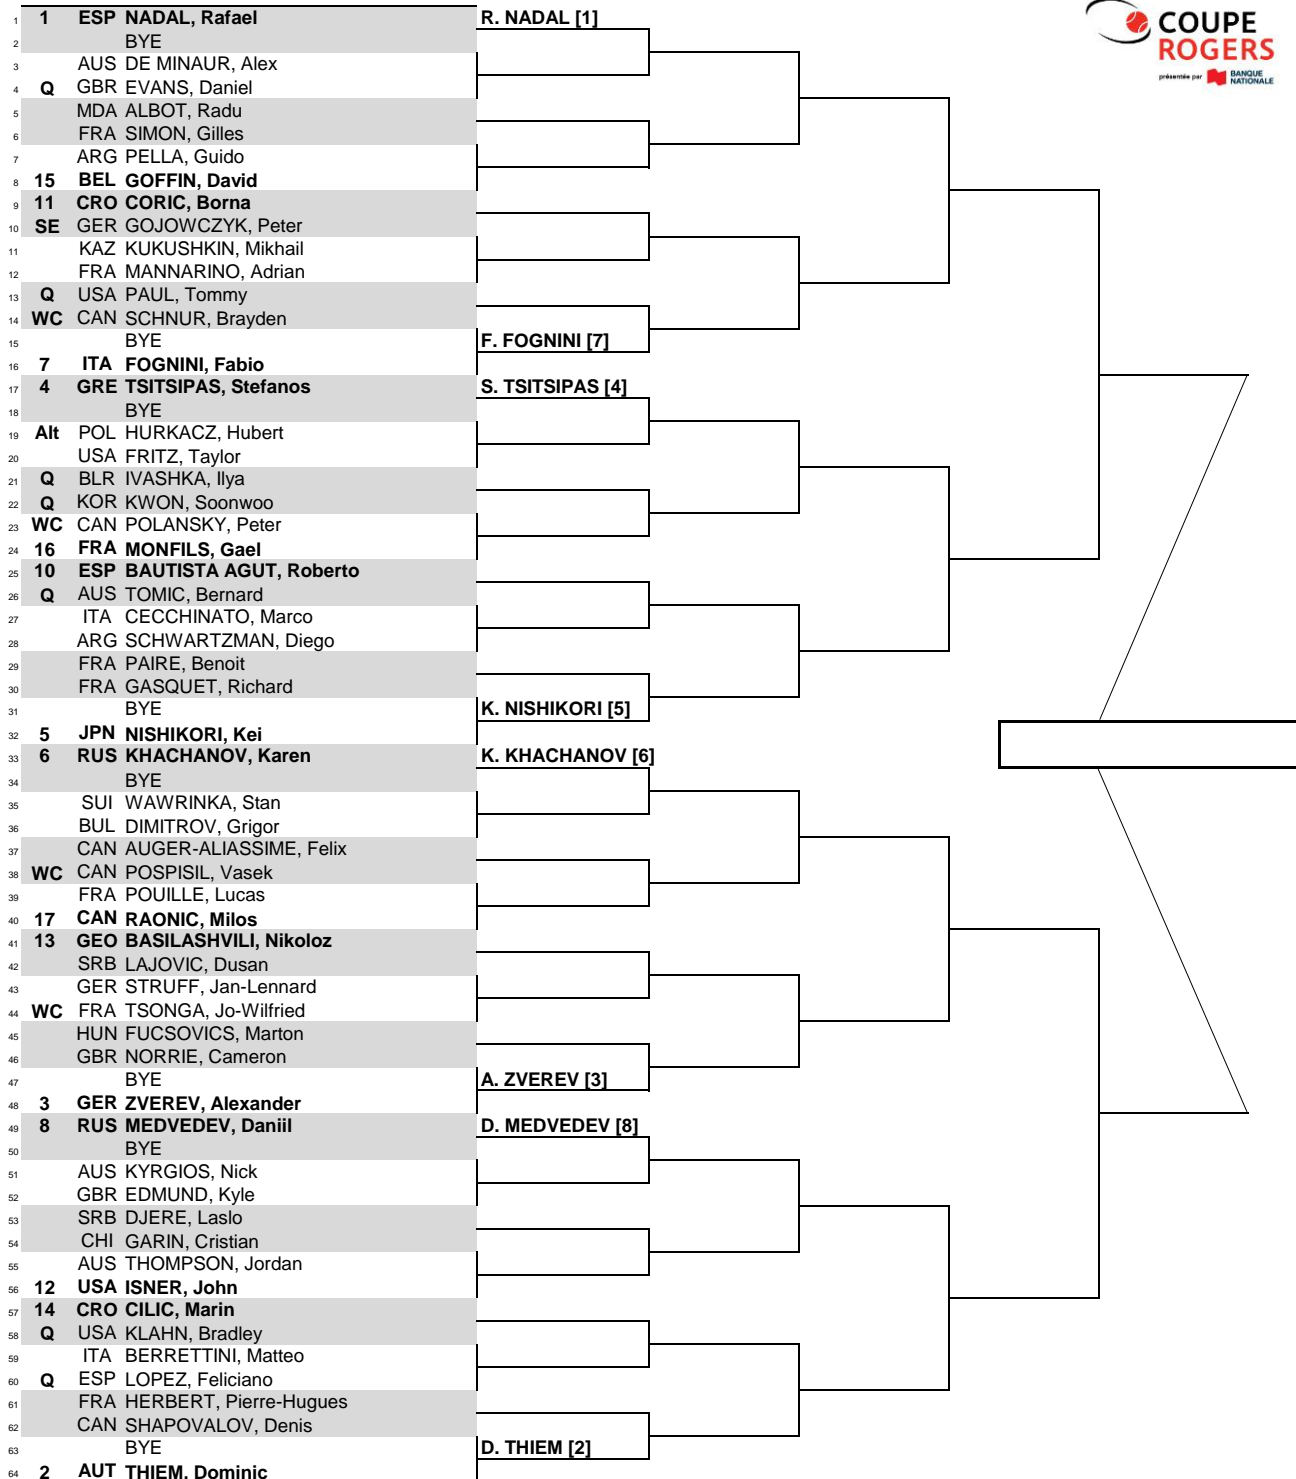 1 1 ESP NADAL, Rafael R. NADAL [1]
COUPE
ROGERS
présentée par BANQUE NATIONALE
2 BYE
3 AUS DE MINAUR, Alex
4 Q GBR EVANS, Daniel
5 MDA ALBOT, Radu
6 FRA SIMON, Gilles
7 ARG PELLA, Guido
8 15 BEL GOFFIN, David
9 11 CRO CORIC, Borna
10 SE GER GOJOWCZYK, Peter
11 KAZ KUKUSHKIN, Mikhail
12 FRA MANNARINO, Adrian
13 Q USA PAUL, Tommy
14 WC CAN SCHNUR, Brayden
15 BYE F. FOGNINI [7]
16 7 ITA FOGNINI, Fabio
17 4 GRE TSITSIPAS, Stefanos S. TSITSIPAS [4]
18 BYE
19 Alt POL HURKACZ, Hubert
20 USA FRITZ, Taylor
21 Q BLR IVASHKA, Ilya
22 Q KOR KWON, Soonwoo
23 WC CAN POLANSKY, Peter
24 16 FRA MONFILS, Gael
25 10 ESP BAUTISTA AGUT, Roberto
26 Q AUS TOMIC, Bernard
27 ITA CECCHINATO, Marco
28 ARG SCHWARTZMAN, Diego
29 FRA PAIRE, Benoit
30 FRA GASQUET, Richard
31 BYE K. NISHIKORI [5]
32 5 JPN NISHIKORI, Kei
33 6 RUS KHACHANOV, Karen K. KHACHANOV [6]
34 BYE
35 SUI WAWRINKA, Stan
36 BUL DIMITROV, Grigor
37 CAN AUGER-ALIASSIME, Felix
38 WC CAN POSPISIL, Vasek
39 FRA POUILLE, Lucas
40 17 CAN RAONIC, Milos
41 13 GEO BASILASHVILI, Nikoloz
42 SRB LAJOVIC, Dusan
43 GER STRUFF, Jan-Lennard
44 WC FRA TSONGA, Jo-Wilfried
45 HUN FUCSOVICS, Marton
46 GBR NORRIE, Cameron
47 BYE A. ZVEREV [3]
48 3 GER ZVEREV, Alexander
49 8 RUS MEDVEDEV, Daniil D. MEDVEDEV [8]
50 BYE
51 AUS KYRGIOS, Nick
52 GBR EDMUND, Kyle
53 SRB DJERE, Laslo
54 CHI GARIN, Cristian
55 AUS THOMPSON, Jordan
56 12 USA ISNER, John
57 14 CRO CILIC, Marin
58 Q USA KLAHN, Bradley
59 ITA BERRETTINI, Matteo
60 Q ESP LOPEZ, Feliciano
61 FRA HERBERT, Pierre-Hugues
62 CAN SHAPOVALOV, Denis
63 BYE D. THIEM [2]
64 2 AUT THIEM, Dominic